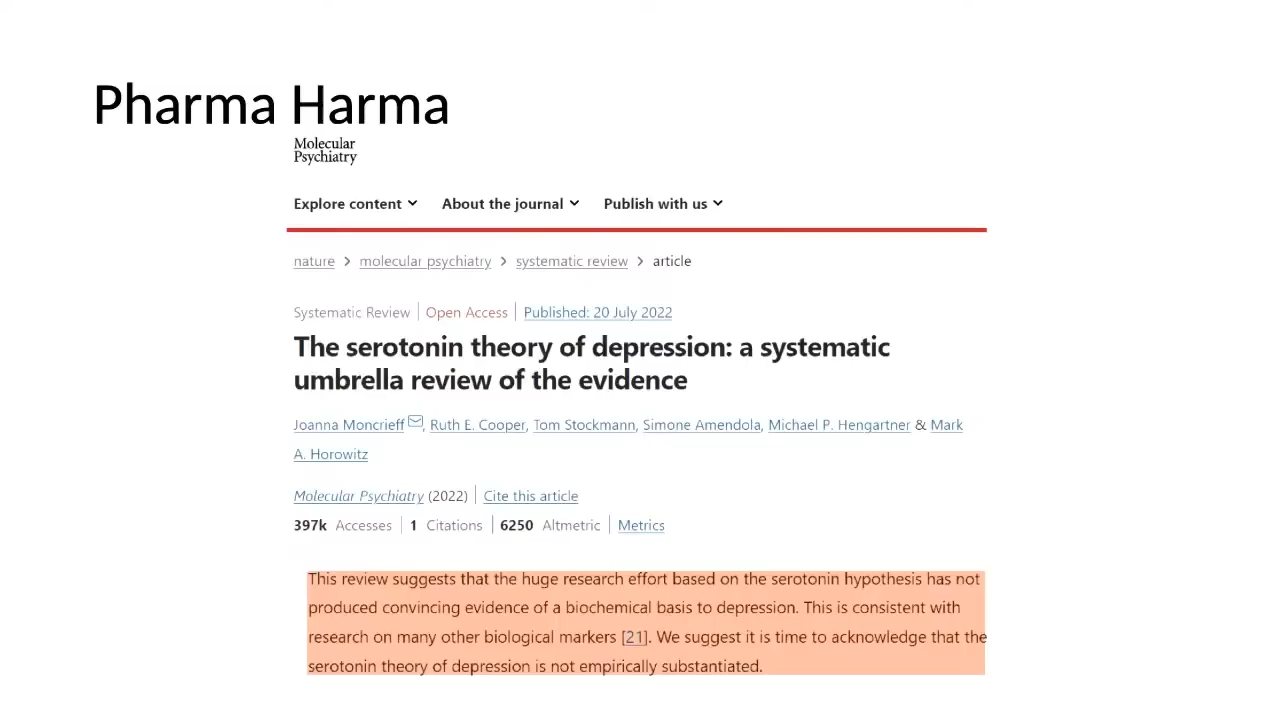 Pharma Harma
Molecular
Psychiatry
Explore content About the journal Publish with us
nature > molecular psychiatry > systematic review > article
Systematic Review | Open Access | Published: 20 July 2022
The serotonin theory of depression: a systematic
umbrella review of the evidence
Joanna Moncrieff, Ruth E. Cooper, Tom Stockmann, Simone Amendola, Michael P. Hengartner & Mark
A. Horowitz
Molecular Psychiatry (2022) | Cite this article
397k Accesses | 1 Citations | 6250 Altmetric | Metrics
This review suggests that the huge research effort based on the serotonin hypothesis has not
produced convincing evidence of a biochemical basis to depression. This is consistent with
research on many other biological markers [21]. We suggest it is time to acknowledge that the
serotonin theory of depression is not empirically substantiated.